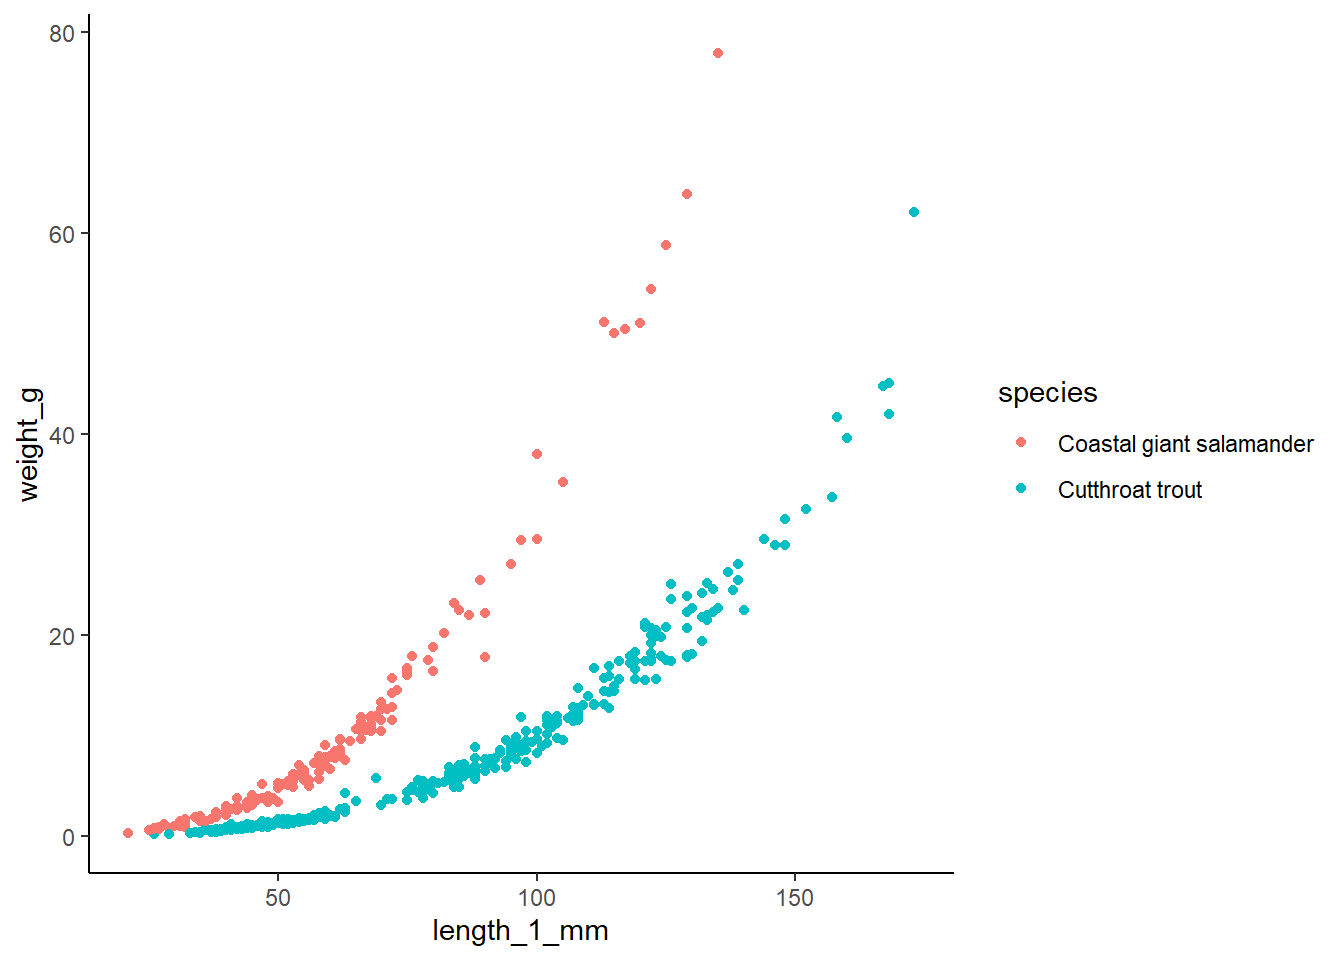 80
60
40
20
0
weight_g
50 100 150
length_1_mm
species
Coastal giant salamander
Cutthroat trout